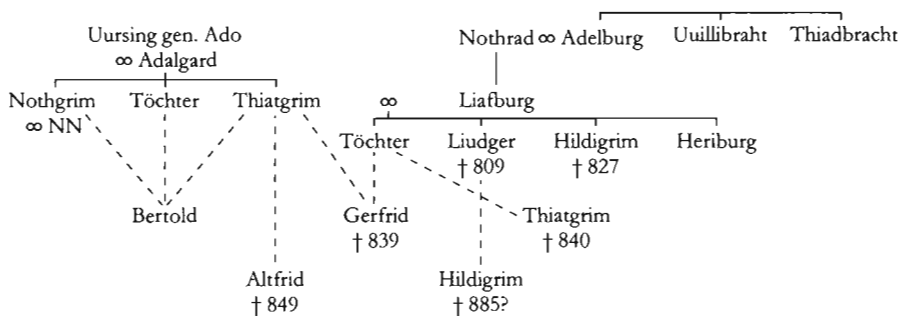 Uursing gen. Ado
∞ Adalgard
Nothrad ∞ Adelburg Uuillibraht Thiadbracht
Nothgrim Töchter Thiatgrim ∞ Liafburg
∞ NN
Töchter Liudger Hildigrim Heriburg
† 809 † 827
Bertold Gerfrid Thiatgrim
† 839 † 840
Altfrid Hildigrim
† 849 † 885?